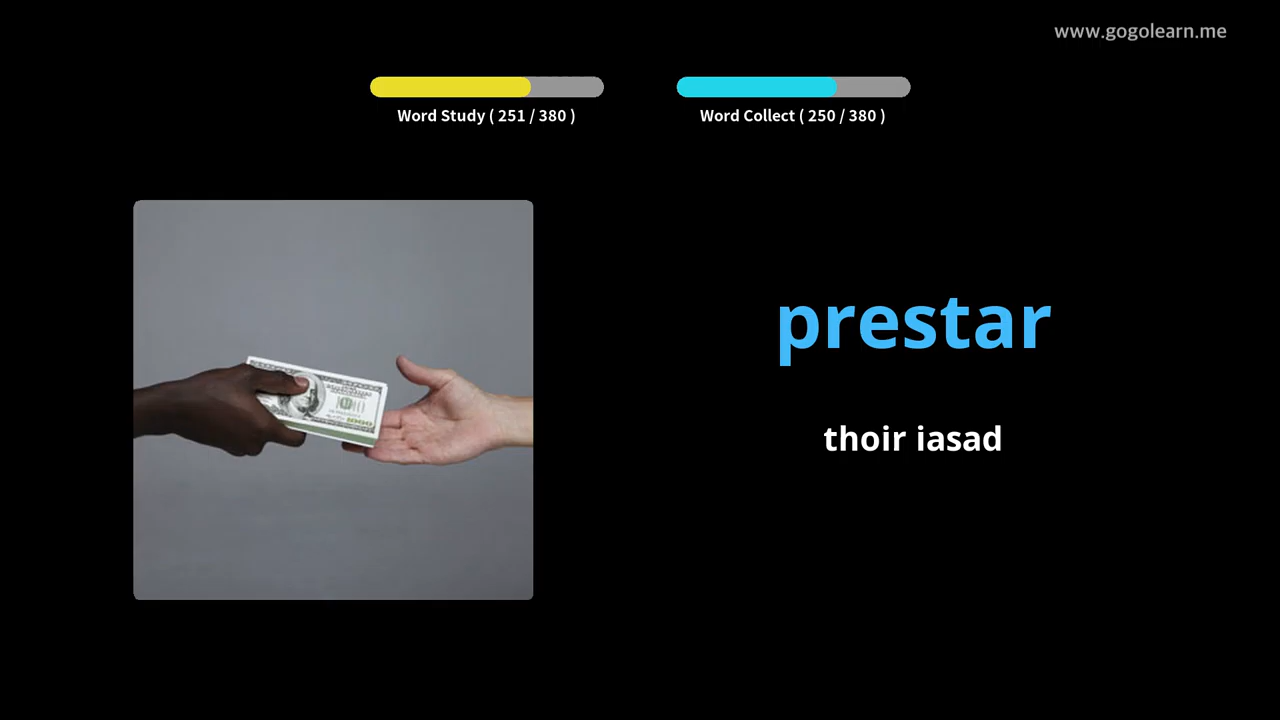 www.gogolearn.me
Word Study ( 251 / 380 )
Word Collect ( 250 / 380 )
prestar
thoir iasad